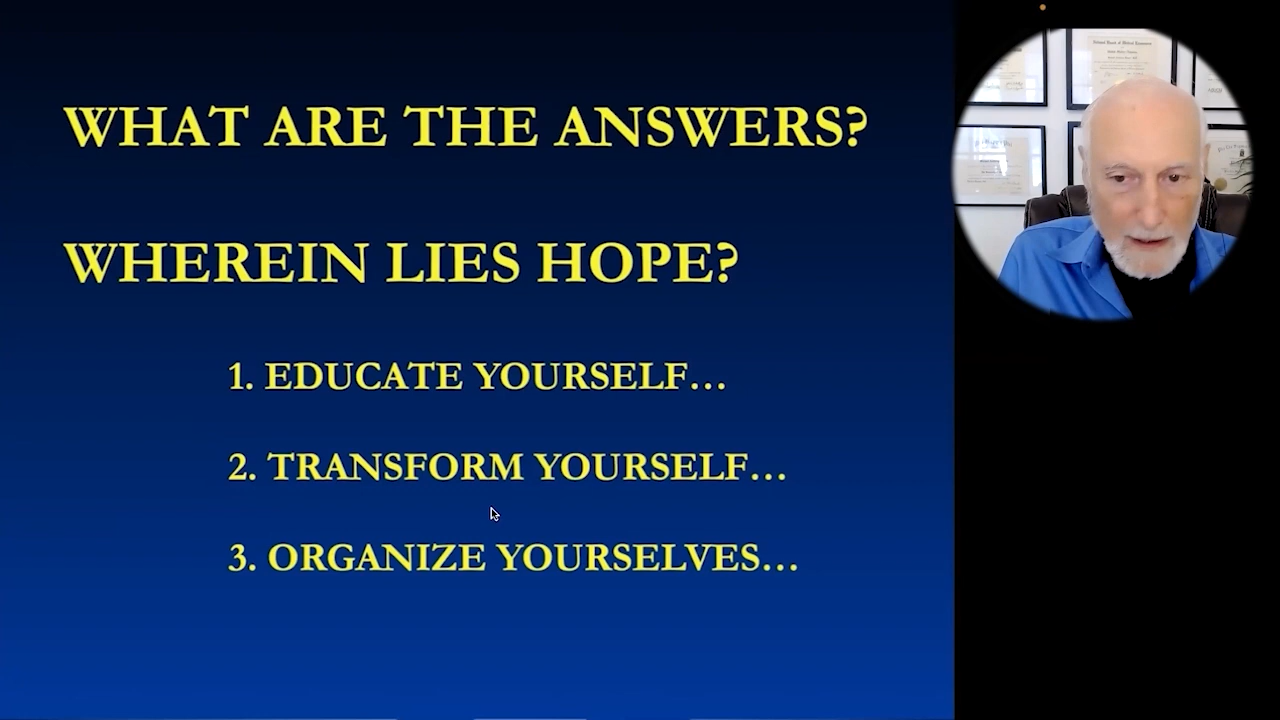 WHAT ARE THE ANSWERS?
WHEREIN LIES HOPE?
1. EDUCATE YOURSELF...
2. TRANSFORM YOURSELF...
3. ORGANIZE YOURSELVES...